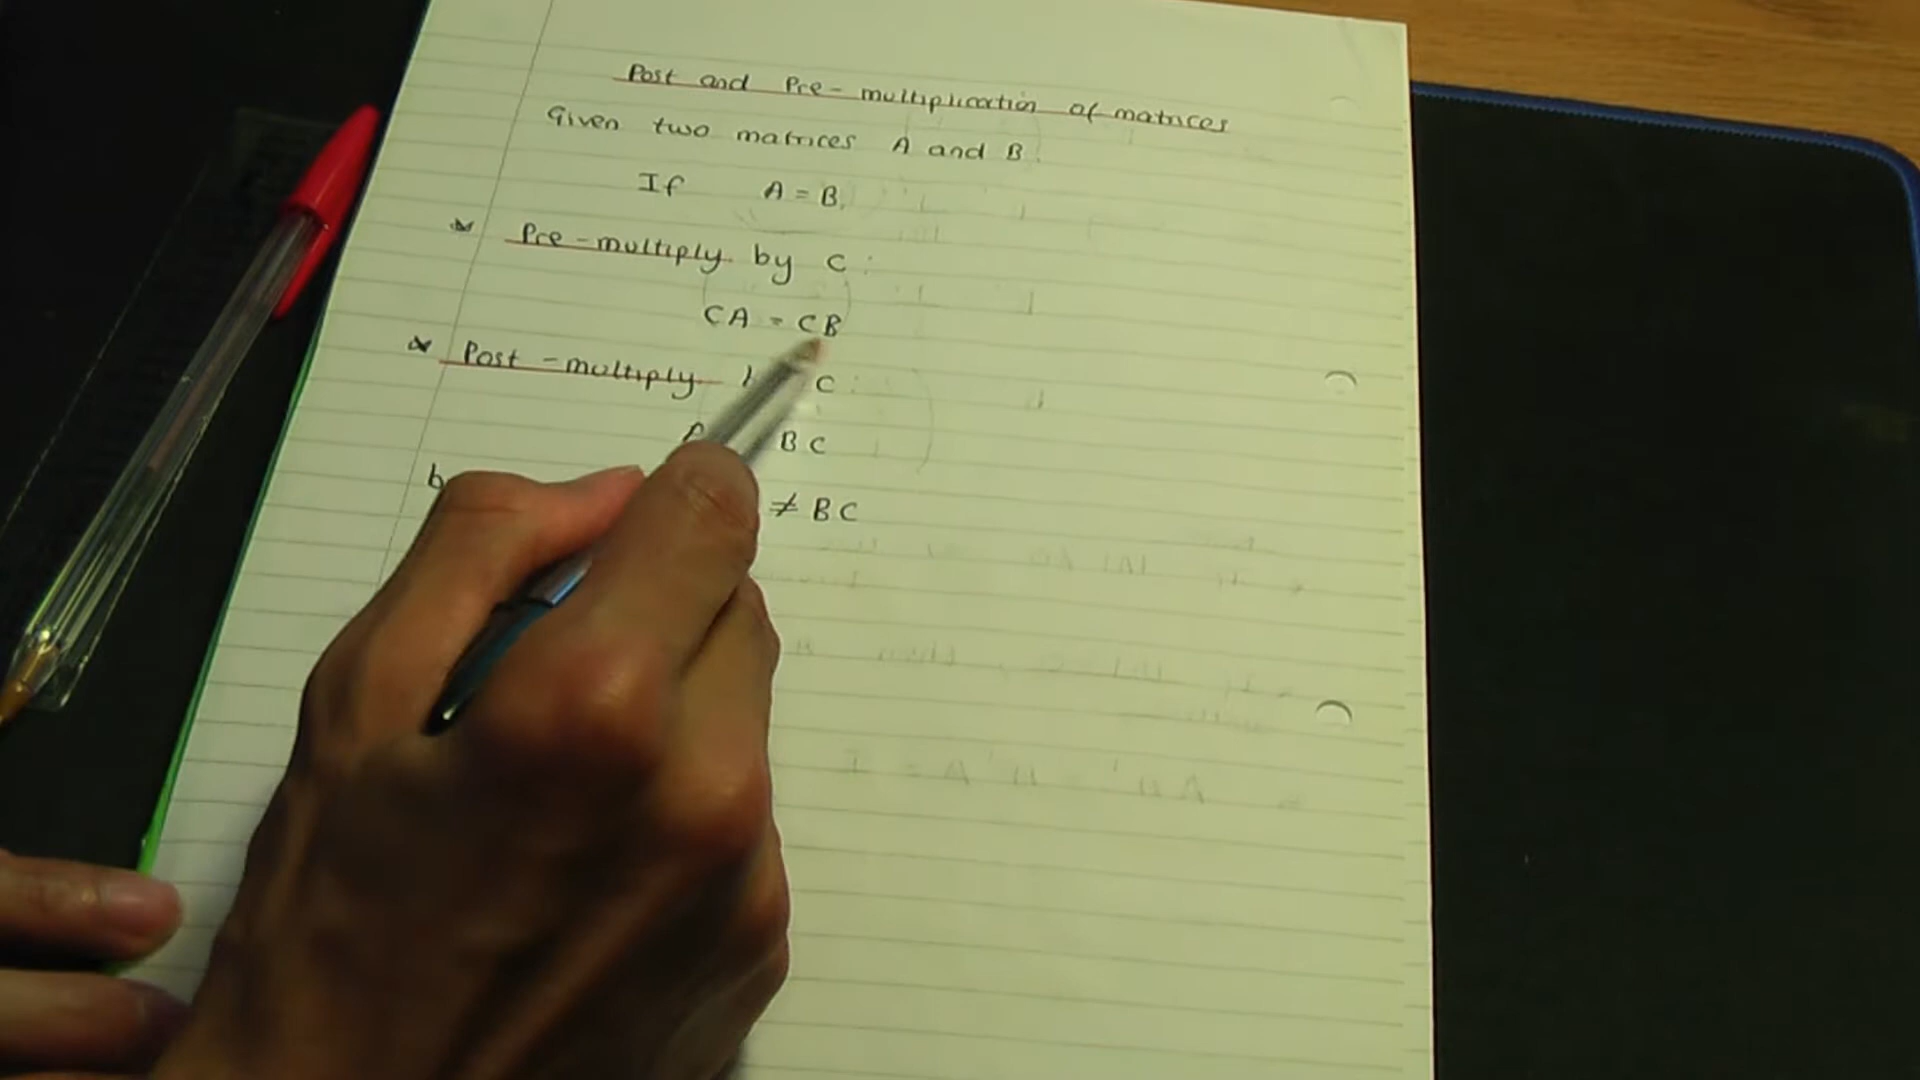 Post and Pre-multiplication of matrices
Given two matrices A and B.
If A = B.
* Pre-multiply by C:
CA = CB
* Post-multiply C:
BC
≠ BC